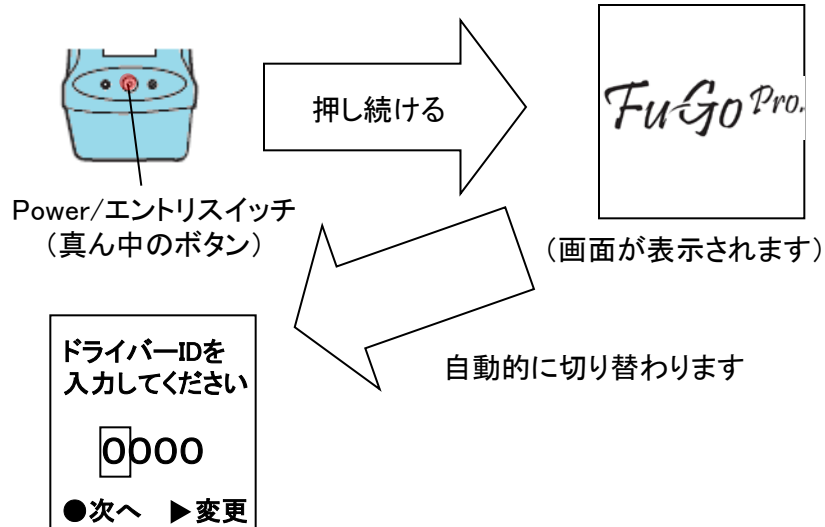 押し続ける
FuGo Pro.
Power/エントリスイッチ
（真ん中のボタン）
（画面が表示されます）
自動的に切り替わります
ドライバーIDを
入力してください
0000
●次へ　▶変更